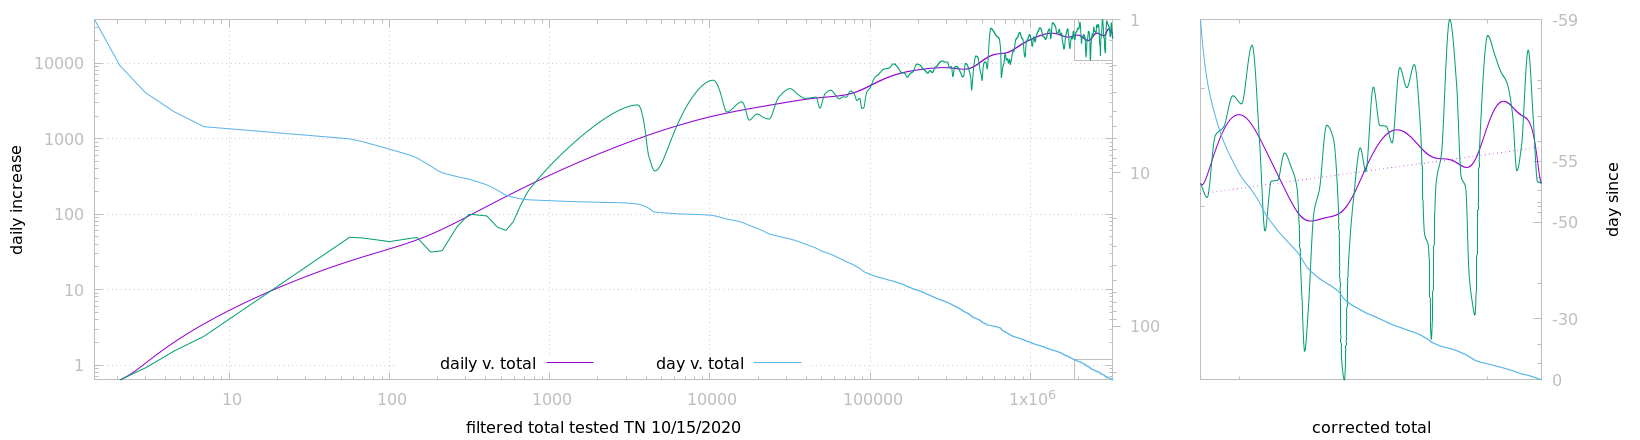 1
-59
10000
1000
daily increase
100
10
1
10
100
-55
-50
-30
0
day since
daily v. total
day v. total
10
100
1000
10000
100000
1x10⁶
filtered total tested TN 10/15/2020
corrected total